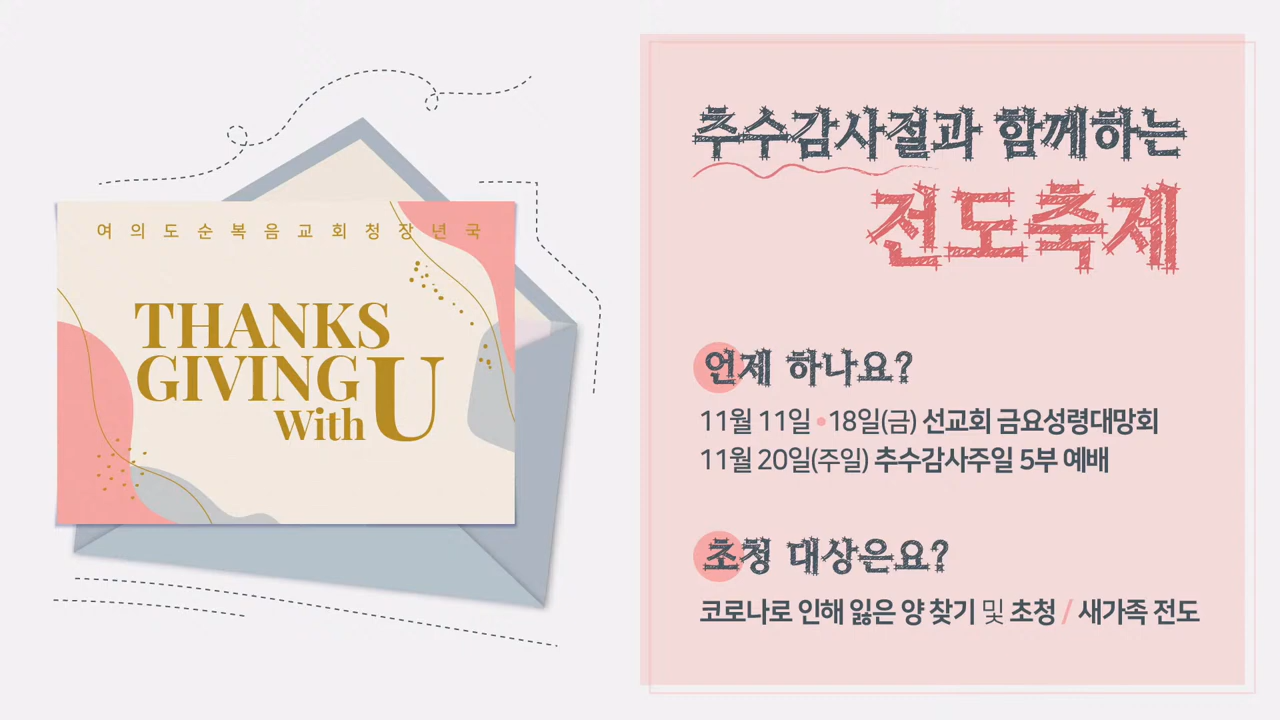 여의도순복음교회청장년국
THANKS
GIVING
With U
추수감사절과 함께하는
전도축제
언제 하나요?
11월 11일•18일(금) 선교회 금요성령대망회
11월 20일(주일) 추수감사주일 5부 예배
초청 대상은요?
코로나로 인해 잃은 양 찾기 및 초청 / 새가족 전도